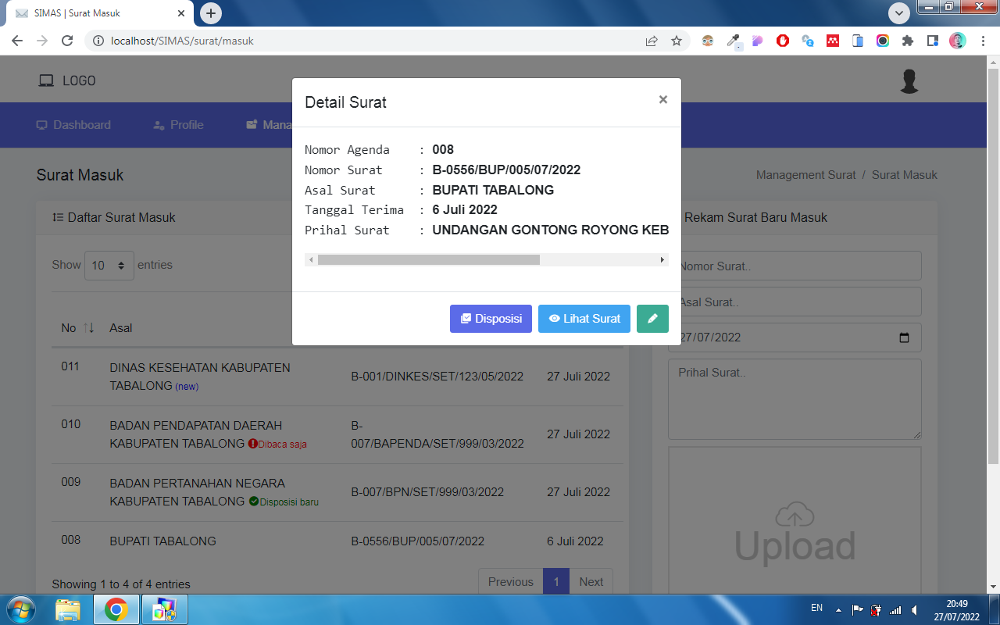 SIMAS | Surat Masuk
localhost/SIMAS/surat/masuk
LOGO
Dashboard
Profile
Mana
Surat Masuk
Management Surat / Surat Masuk
Detail Surat
×
Nomor Agenda : 008
Nomor Surat : B-0556/BUP/005/07/2022
Asal Surat : BUPATI TABALONG
Tanggal Terima : 6 Juli 2022
Prihal Surat : UNDANGAN GONTONG ROYONG KEB
Disposisi
Lihat Surat
Daftar Surat Masuk
Show 10 entries
No Asal
011 DINAS KESEHATAN KABUPATEN TABALONG (new) B-001/DINKES/SET/123/05/2022 27 Juli 2022
010 BADAN PENDAPATAN DAERAH KABUPATEN TABALONG Dibaca saja B-007/BAPENDA/SET/999/03/2022 27 Juli 2022
009 BADAN PERTANAHAN NEGARA KABUPATEN TABALONG Disposisi baru B-007/BPN/SET/999/03/2022 27 Juli 2022
008 BUPATI TABALONG B-0556/BUP/005/07/2022 6 Juli 2022
Showing 1 to 4 of 4 entries
Previous 1 Next
Rekam Surat Baru Masuk
Nomor Surat..
Asal Surat..
27/07/2022
Prihal Surat..
Upload
EN
20:49
27/07/2022